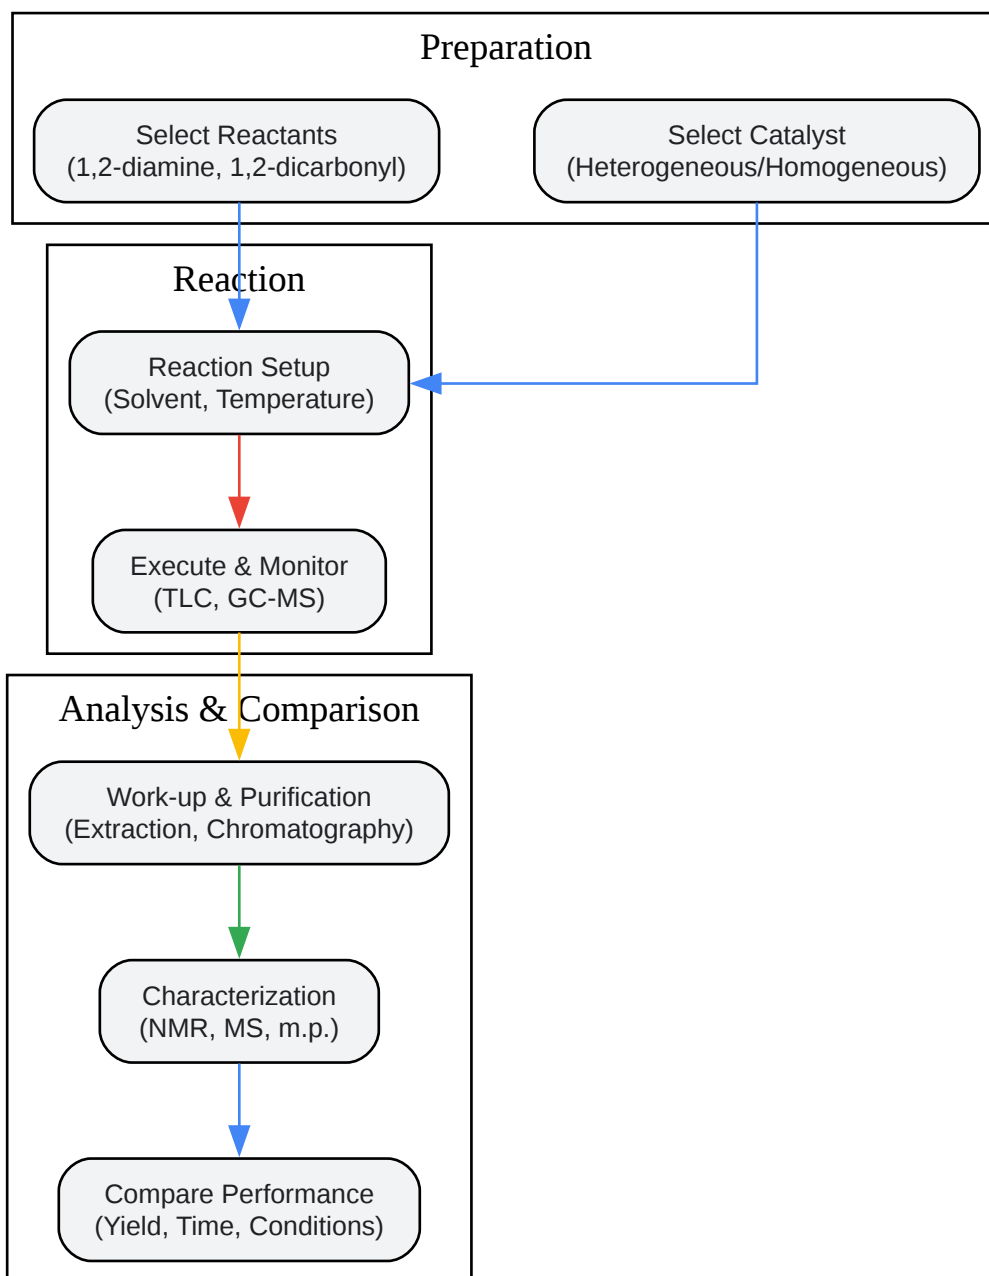 Preparation
Select Reactants
(1,2-diamine, 1,2-dicarbonyl)
Select Catalyst
(Heterogeneous/Homogeneous)
Reaction
Reaction Setup
(Solvent, Temperature)
Execute & Monitor
(TLC, GC-MS)
Analysis & Comparison
Work-up & Purification
(Extraction, Chromatography)
Characterization
(NMR, MS, m.p.)
Compare Performance
(Yield, Time, Conditions)